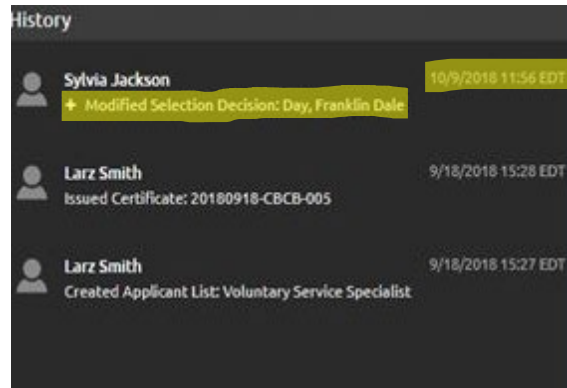 History
Sylvia Jackson 10/9/2018 11:56 EDT
+ Modified Selection Decision: Day, Franklin Dale
Larz Smith 9/18/2018 15:28 EDT
Issued Certificate: 20180918-CBCB-005
Larz Smith 9/18/2018 15:27 EDT
Created Applicant List: Voluntary Service Specialist